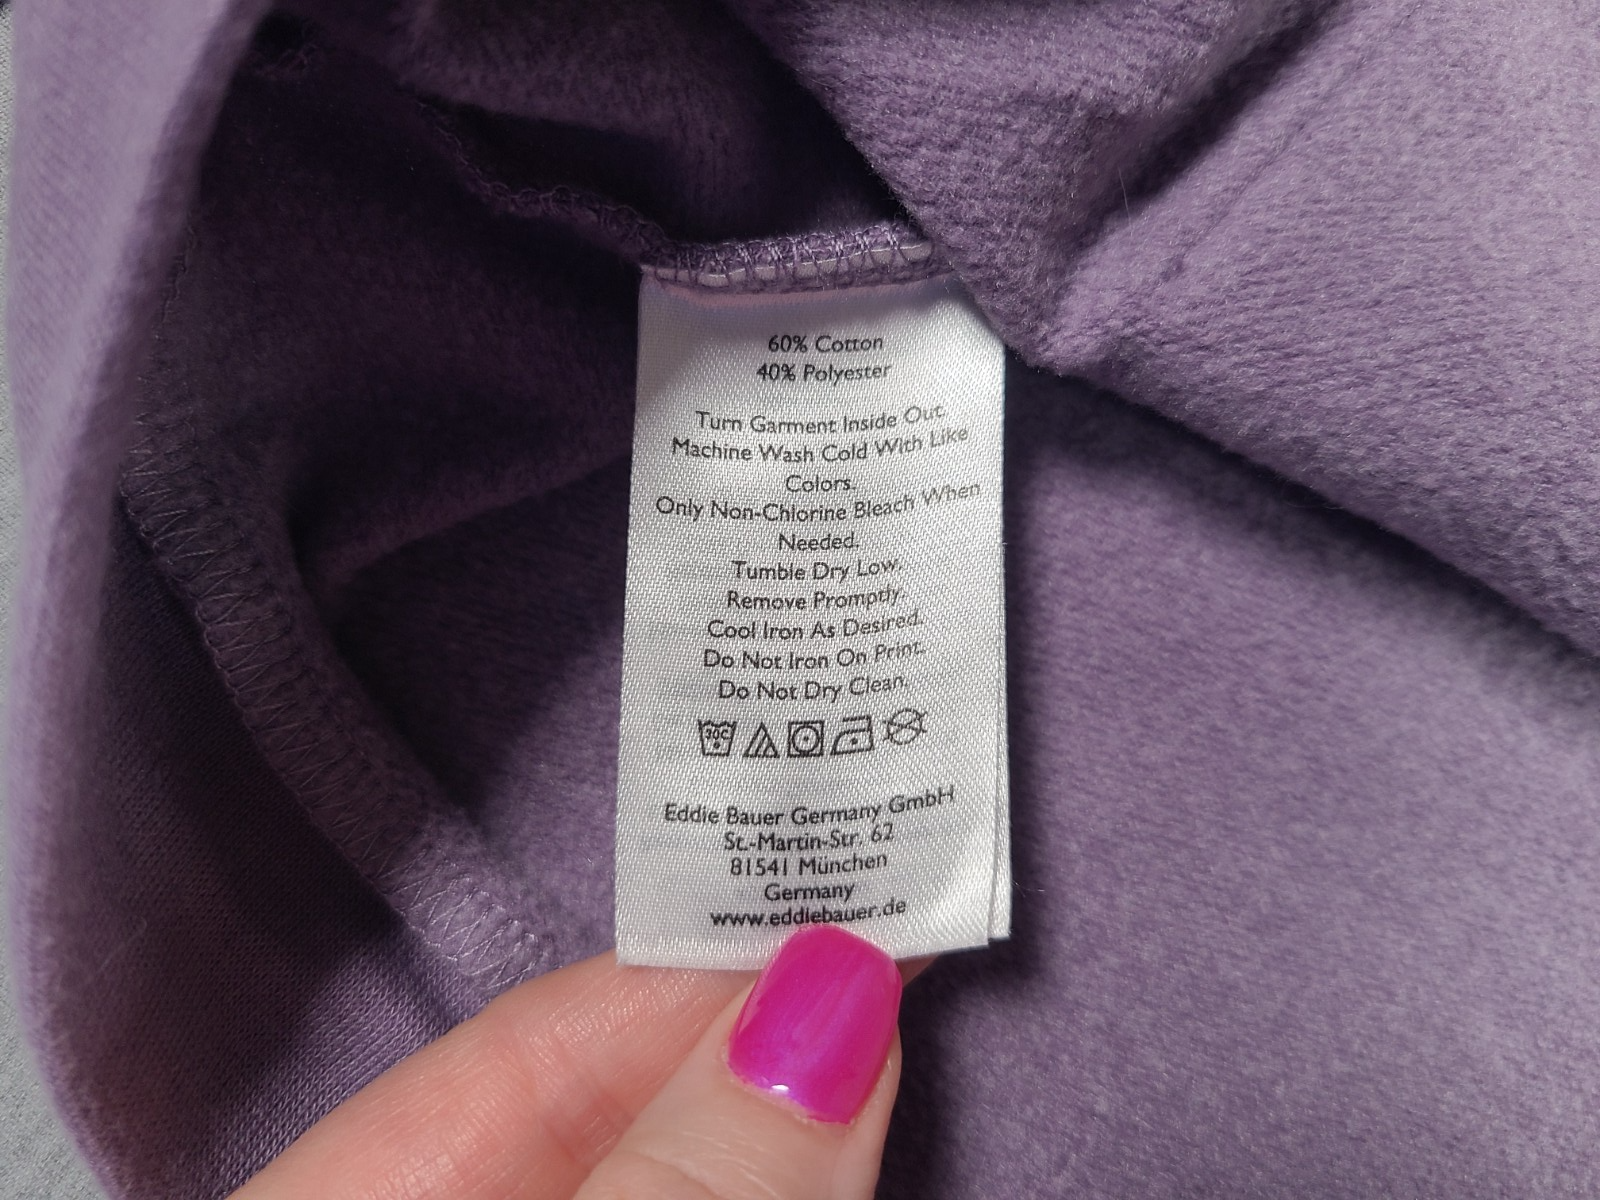 60% Cotton
40% Polyester
Turn Garment Inside Out.
Machine Wash Cold With Like
Colors.
Only Non-Chlorine Bleach When
Needed.
Tumble Dry Low.
Remove Promptly.
Cool Iron As Desired.
Do Not Iron On Print.
Do Not Dry Clean.
30C
Eddie Bauer Germany GmbH
St.-Martin-Str. 62
81541 München
Germany
www.eddiebauer.de